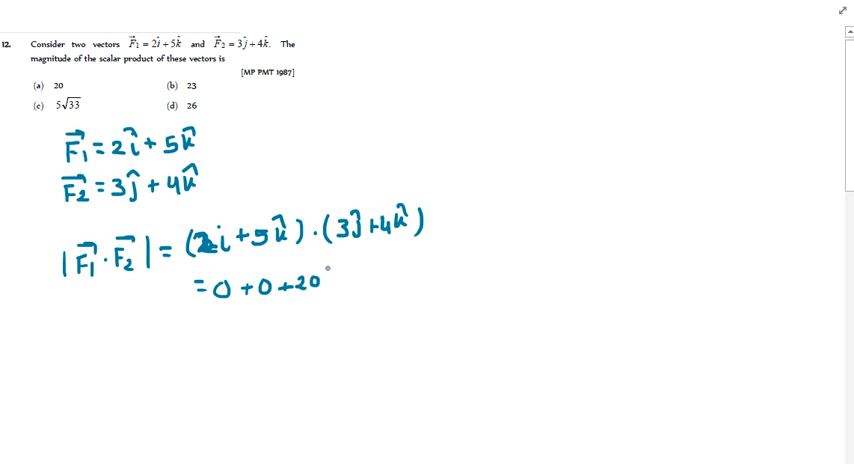 12. Consider two vectors F⃗₁ = 2î + 5k̂ and F⃗₂ = 3ĵ + 4k̂. The
magnitude of the scalar product of these vectors is
[MP PMT 1987]
(a) 20 (b) 23
(c) 5√33 (d) 26
F⃗₁ = 2î + 5k̂
F⃗₂ = 3ĵ + 4k̂
|F⃗₁ · F⃗₂| = (2i + 5k̂) · (3ĵ + 4k̂)
= 0 + 0 + 20